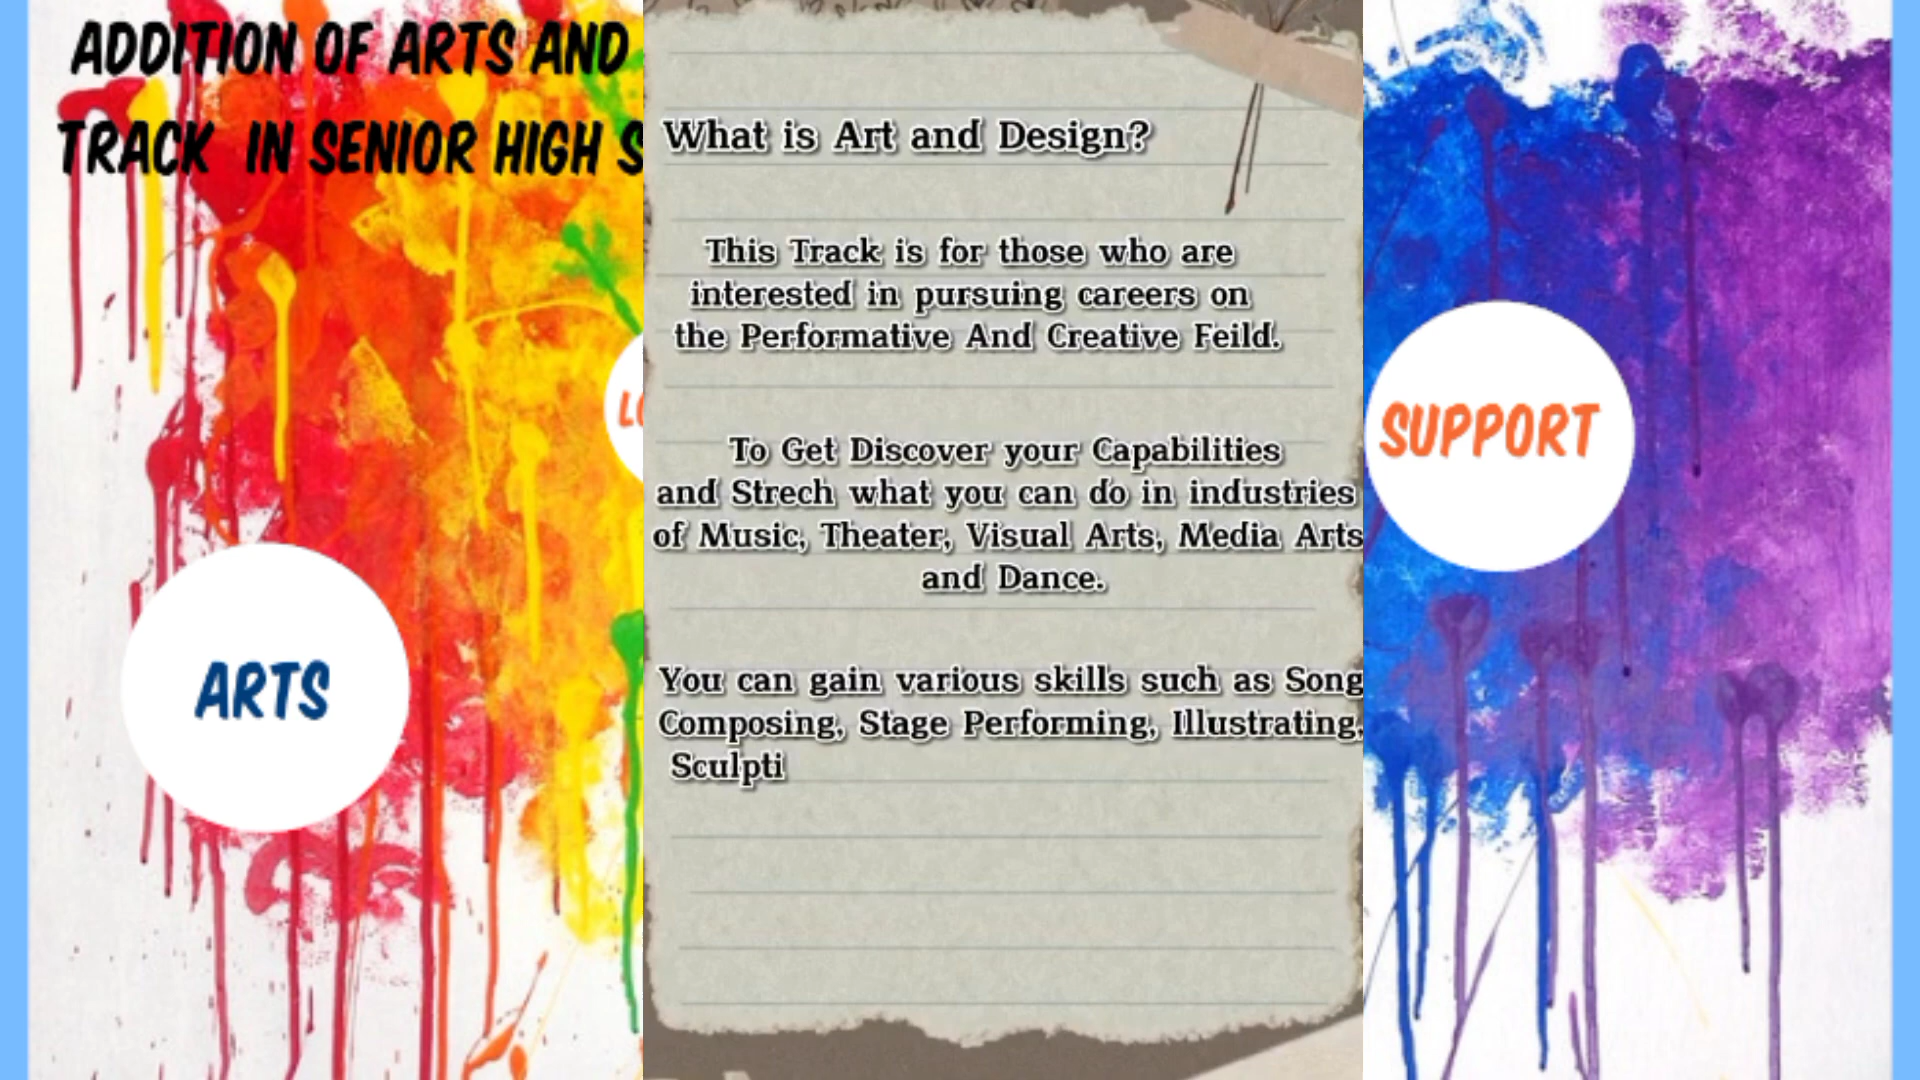 ADDITION OF ARTS AND
TRACK IN SENIOR HIGH S
ARTS
What is Art and Design?
This Track is for those who are
interested in pursuing careers on
the Performative And Creative Feild.
To Get Discover your Capabilities
and Strech what you can do in industries
of Music, Theater, Visual Arts, Media Arts
and Dance.
You can gain various skills such as Song
Composing, Stage Performing, Illustrating,
Sculpti
SUPPORT